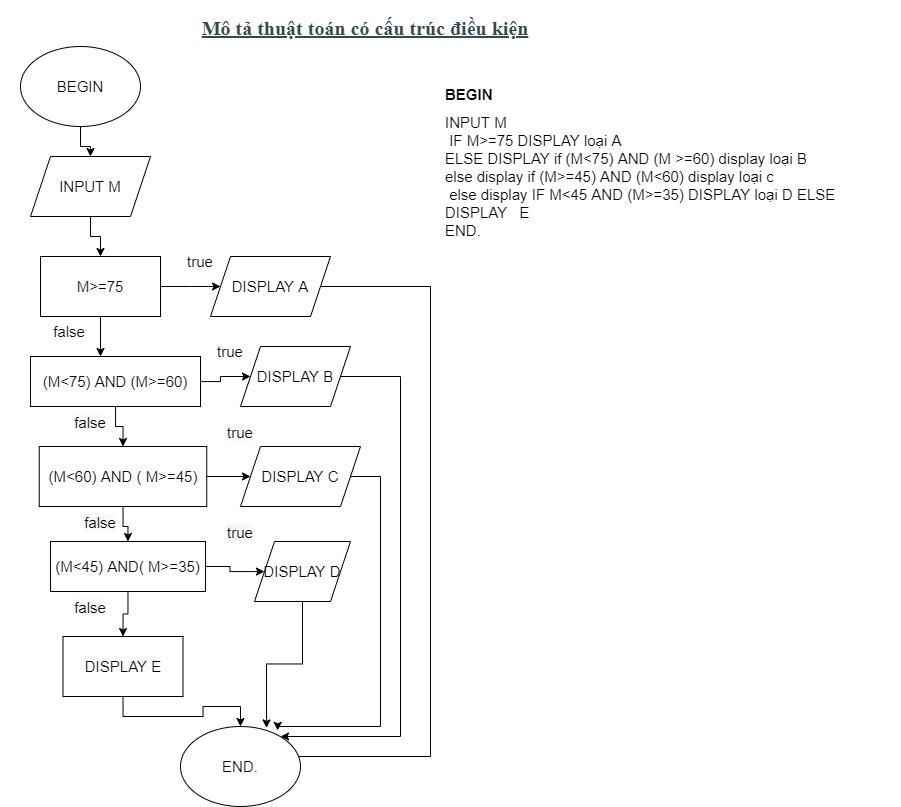 Mô tả thuật toán có cấu trúc điều kiện
BEGIN
INPUT M
M>=75
true
DISPLAY A
false
(M<75) AND (M>=60)
true
DISPLAY B
false
(M<60) AND ( M>=45)
true
DISPLAY C
false
(M<45) AND( M>=35)
true
DISPLAY D
false
DISPLAY E
END.
BEGIN
INPUT M
IF M>=75 DISPLAY loại A
ELSE DISPLAY if (M<75) AND (M >=60) display loại B
else display if (M>=45) AND (M<60) display loại c
else display IF M<45 AND (M>=35) DISPLAY loại D ELSE
DISPLAY E
END.